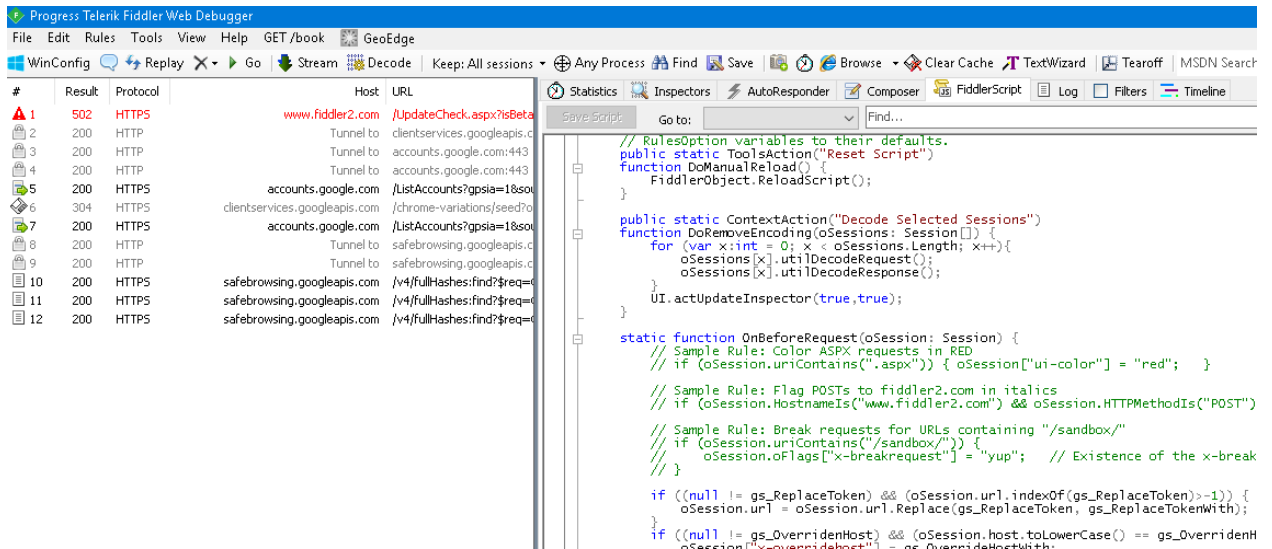 Progress Telerik Fiddler Web Debugger
File Edit Rules Tools View Help GET /book GeoEdge
WinConfig Replay Go Stream Decode Keep: All sessions Any Process Find Save Browse Clear Cache TextWizard Tearoff MSDN Search
# Result Protocol Host URL
1 502 HTTPS www.fiddler2.com /UpdateCheck.aspx?isBeta
2 200 HTTP Tunnel to clientservices.googleapis.c
3 200 HTTP Tunnel to accounts.google.com:443
4 200 HTTP Tunnel to accounts.google.com:443
5 200 HTTPS accounts.google.com /ListAccounts?gpsia=1&sou
6 304 HTTPS clientservices.googleapis.com /chrome-variations/seed?o
7 200 HTTPS accounts.google.com /ListAccounts?gpsia=1&sou
8 200 HTTP Tunnel to safebrowsing.googleapis.c
9 200 HTTP Tunnel to safebrowsing.googleapis.c
10 200 HTTPS safebrowsing.googleapis.com /v4/fullHashes:find?$req=
11 200 HTTPS safebrowsing.googleapis.com /v4/fullHashes:find?$req=
12 200 HTTPS safebrowsing.googleapis.com /v4/fullHashes:find?$req=
Statistics Inspectors AutoResponder Composer FiddlerScript Log Filters Timeline
Save Script Go to: Find...
// RulesOption variables to their defaults.
public static ToolsAction("Reset Script")
function DoManualReload() {
FiddlerObject.ReloadScript();
}
public static ContextAction("Decode Selected Sessions")
function DoRemoveEncoding(oSessions: Session[]) {
for (var x:int = 0; x < oSessions.Length; x++){
oSessions[x].utilDecodeRequest();
oSessions[x].utilDecodeResponse();
}
UI.actUpdateInspector(true,true);
}
static function OnBeforeRequest(oSession: Session) {
// Sample Rule: Color ASPX requests in RED
// if (oSession.uriContains(".aspx")) { oSession["ui-color"] = "red"; }
// Sample Rule: Flag POSTs to fiddler2.com in italics
// if (oSession.HostnameIs("www.fiddler2.com") && oSession.HTTPMethodIs("POST")
// Sample Rule: Break requests for URLs containing "/sandbox/"
// if (oSession.uriContains("/sandbox/")) {
// oSession.oFlags["x-breakrequest"] = "yup"; // Existence of the x-break
// }
if ((null != gs_ReplaceToken) && (oSession.url.indexOf(gs_ReplaceToken)>-1)) {
oSession.url = oSession.url.Replace(gs_ReplaceToken, gs_ReplaceTokenWith);
}
if ((null != gs_OverridenHost) && (oSession.host.toLowerCase() == gs_OverridenH
oSession["x-overridehost"] = gs_OverrideHostWith;